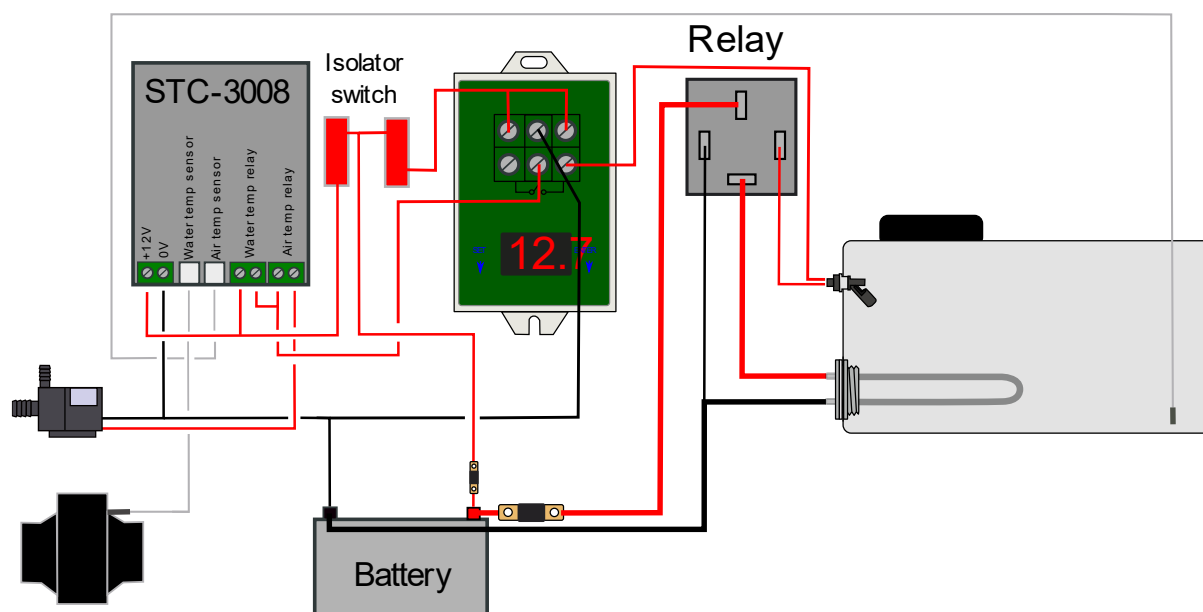 Relay
Isolator
switch
STC-3008
+12V
0V
Water temp sensor
Air temp sensor
Water temp relay
Air temp relay
12.7
Battery